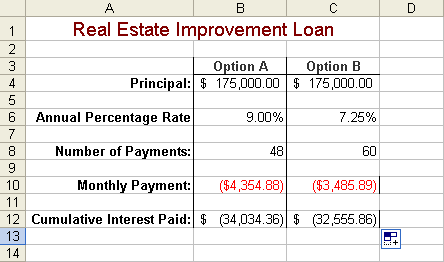 A B C D
1 Real Estate Improvement Loan
2
3 Option A Option B
4 Principal: $ 175,000.00 $ 175,000.00
5
6 Annual Percentage Rate 9.00% 7.25%
7
8 Number of Payments: 48 60
9
10 Monthly Payment: ($4,354.88) ($3,485.89)
11
12 Cumulative Interest Paid: $ (34,034.36) $ (32,555.86)
13
14